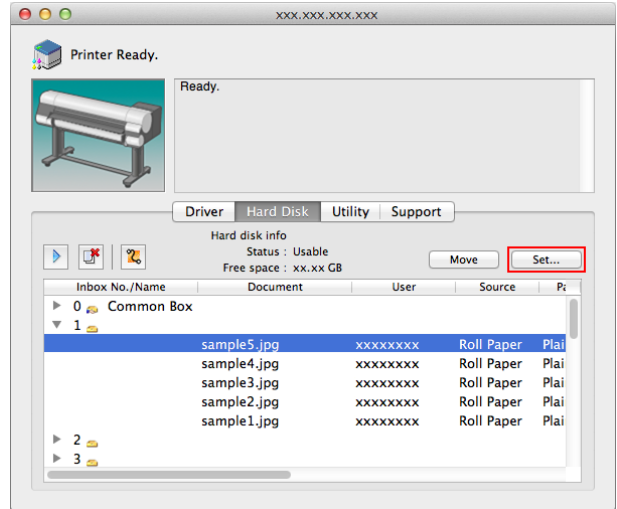 xxx.xxx.xxx.xxx
Printer Ready.
Ready.
Driver Hard Disk Utility Support
Hard disk info
Status : Usable
Free space : xx.xx GB
Move Set...
Inbox No./Name Document User Source Pa
0 Common Box
1
sample5.jpg xxxxxxxx Roll Paper Plai
sample4.jpg xxxxxxxx Roll Paper Plai
sample3.jpg xxxxxxxx Roll Paper Plai
sample2.jpg xxxxxxxx Roll Paper Plai
sample1.jpg xxxxxxxx Roll Paper Plai
2
3